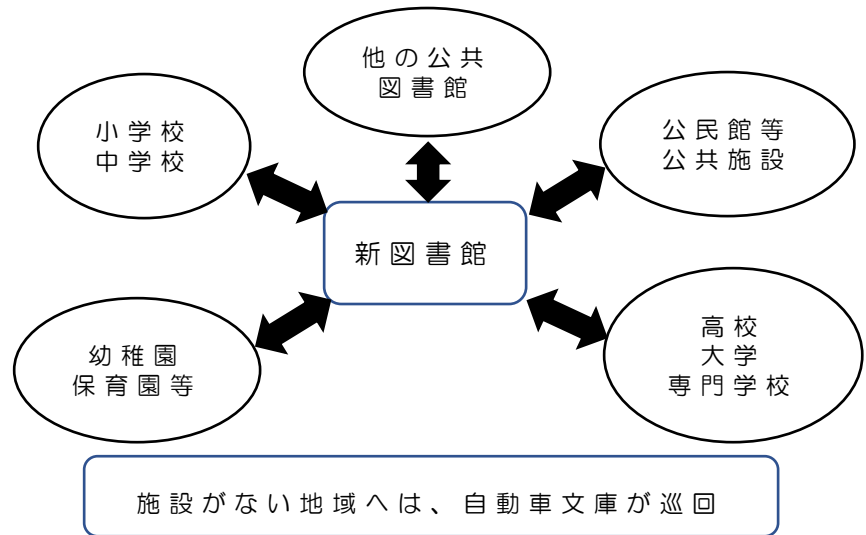 他の公共
図書館
小学校
中学校
公民館等
公共施設
新図書館
幼稚園
保育園等
高校
大学
専門学校
施設がない地域へは、自動車文庫が巡回